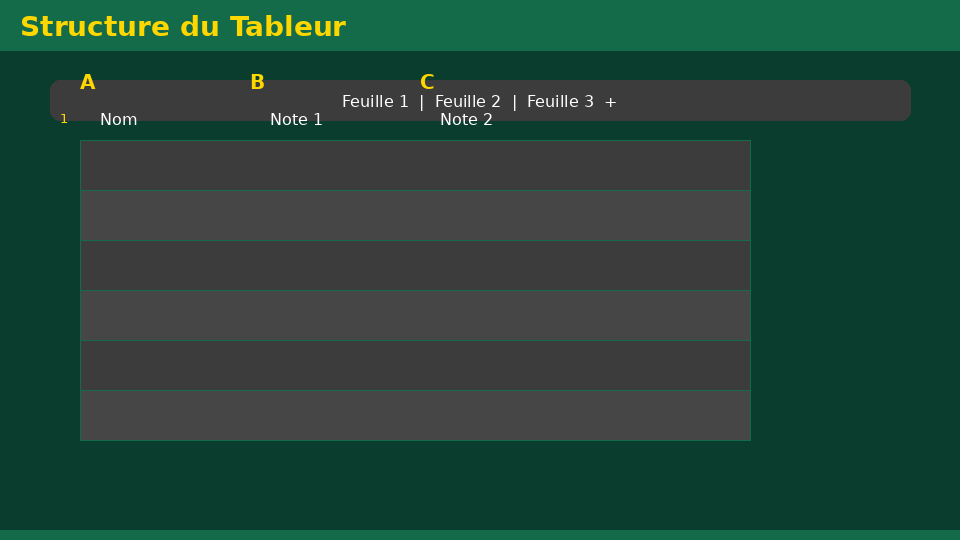 Structure du Tableur
A B C
Feuille 1 | Feuille 2 | Feuille 3 +
1 Nom Note 1 Note 2